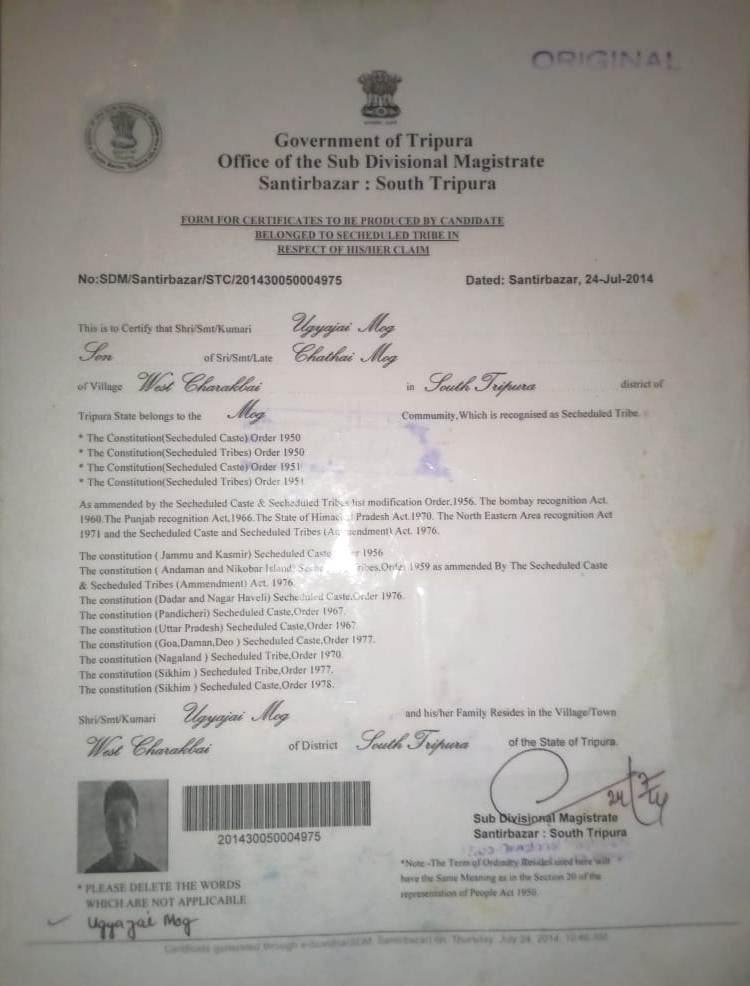 ORIGINAL
Government of Tripura
Office of the Sub Divisional Magistrate
Santirbazar : South Tripura
FORM FOR CERTIFICATES TO BE PRODUCED BY CANDIDATE
BELONGED TO SECHEDULED TRIBE IN
RESPECT OF HIS/HER CLAIM
No:SDM/Santirbazar/STC/201430050004975 Dated: Santirbazar, 24-Jul-2014
This is to Certify that Shri/Smt/Kumari Ugyajai Mog
Son of Sri/Smt/Late Chathai Mog
of Village West Charakbai in South Tripura district of
Tripura State belongs to the Mog Community,Which is recognised as Secheduled Tribe.
* The Constitution(Secheduled Caste) Order 1950
* The Constitution(Secheduled Tribes) Order 1950
* The Constitution(Secheduled Caste) Order 1951
* The Constitution(Secheduled Tribes) Order 1951
As ammended by the Secheduled Caste & Secheduled Tribes list modification Order,1956. The bombay recognition Act.
1960.The Punjab recognition Act,1966.The State of Himachal Pradesh Act.1970. The North Eastern Area recognition Act
1971 and the Secheduled Caste and Secheduled Tribes (Ammendment) Act. 1976.
The constitution ( Jammu and Kasmir) Secheduled Caste 1956
The constitution ( Andaman and Nikobar Island) Tribes,Order 1959 as ammended By The Secheduled Caste
& Secheduled Tribes (Ammendment) Act. 1976.
The constitution (Dadar and Nagar Haveli) Secheduled Caste,Order 1976.
The constitution (Pandicheri) Secheduled Caste,Order 1967.
The constitution (Uttar Pradesh) Secheduled Caste,Order 1967.
The constitution (Goa,Daman,Deo ) Secheduled Caste,Order 1977.
The constitution (Nagaland ) Secheduled Tribe,Order 1970.
The constitution (Sikhim ) Secheduled Tribe,Order 1977.
The constitution (Sikhim ) Secheduled Caste,Order 1978.
Shri/Smt/Kumari Ugyajai Mog and his/her Family Resides in the Village/Town
West Charakbai of District South Tripura of the State of Tripura.
24/7/14
Sub Divisional Magistrate
Santirbazar : South Tripura
201430050004975
*Note -The Term of Ordinity Resides used here will
have the Same Meaning as in the Section 20 of the
representation of People Act 1950.
* PLEASE DELETE THE WORDS
WHICH ARE NOT APPLICABLE
Ugyajai Mog
Certificate generated through Santirbazar) on Thursday, July 24, 2014,